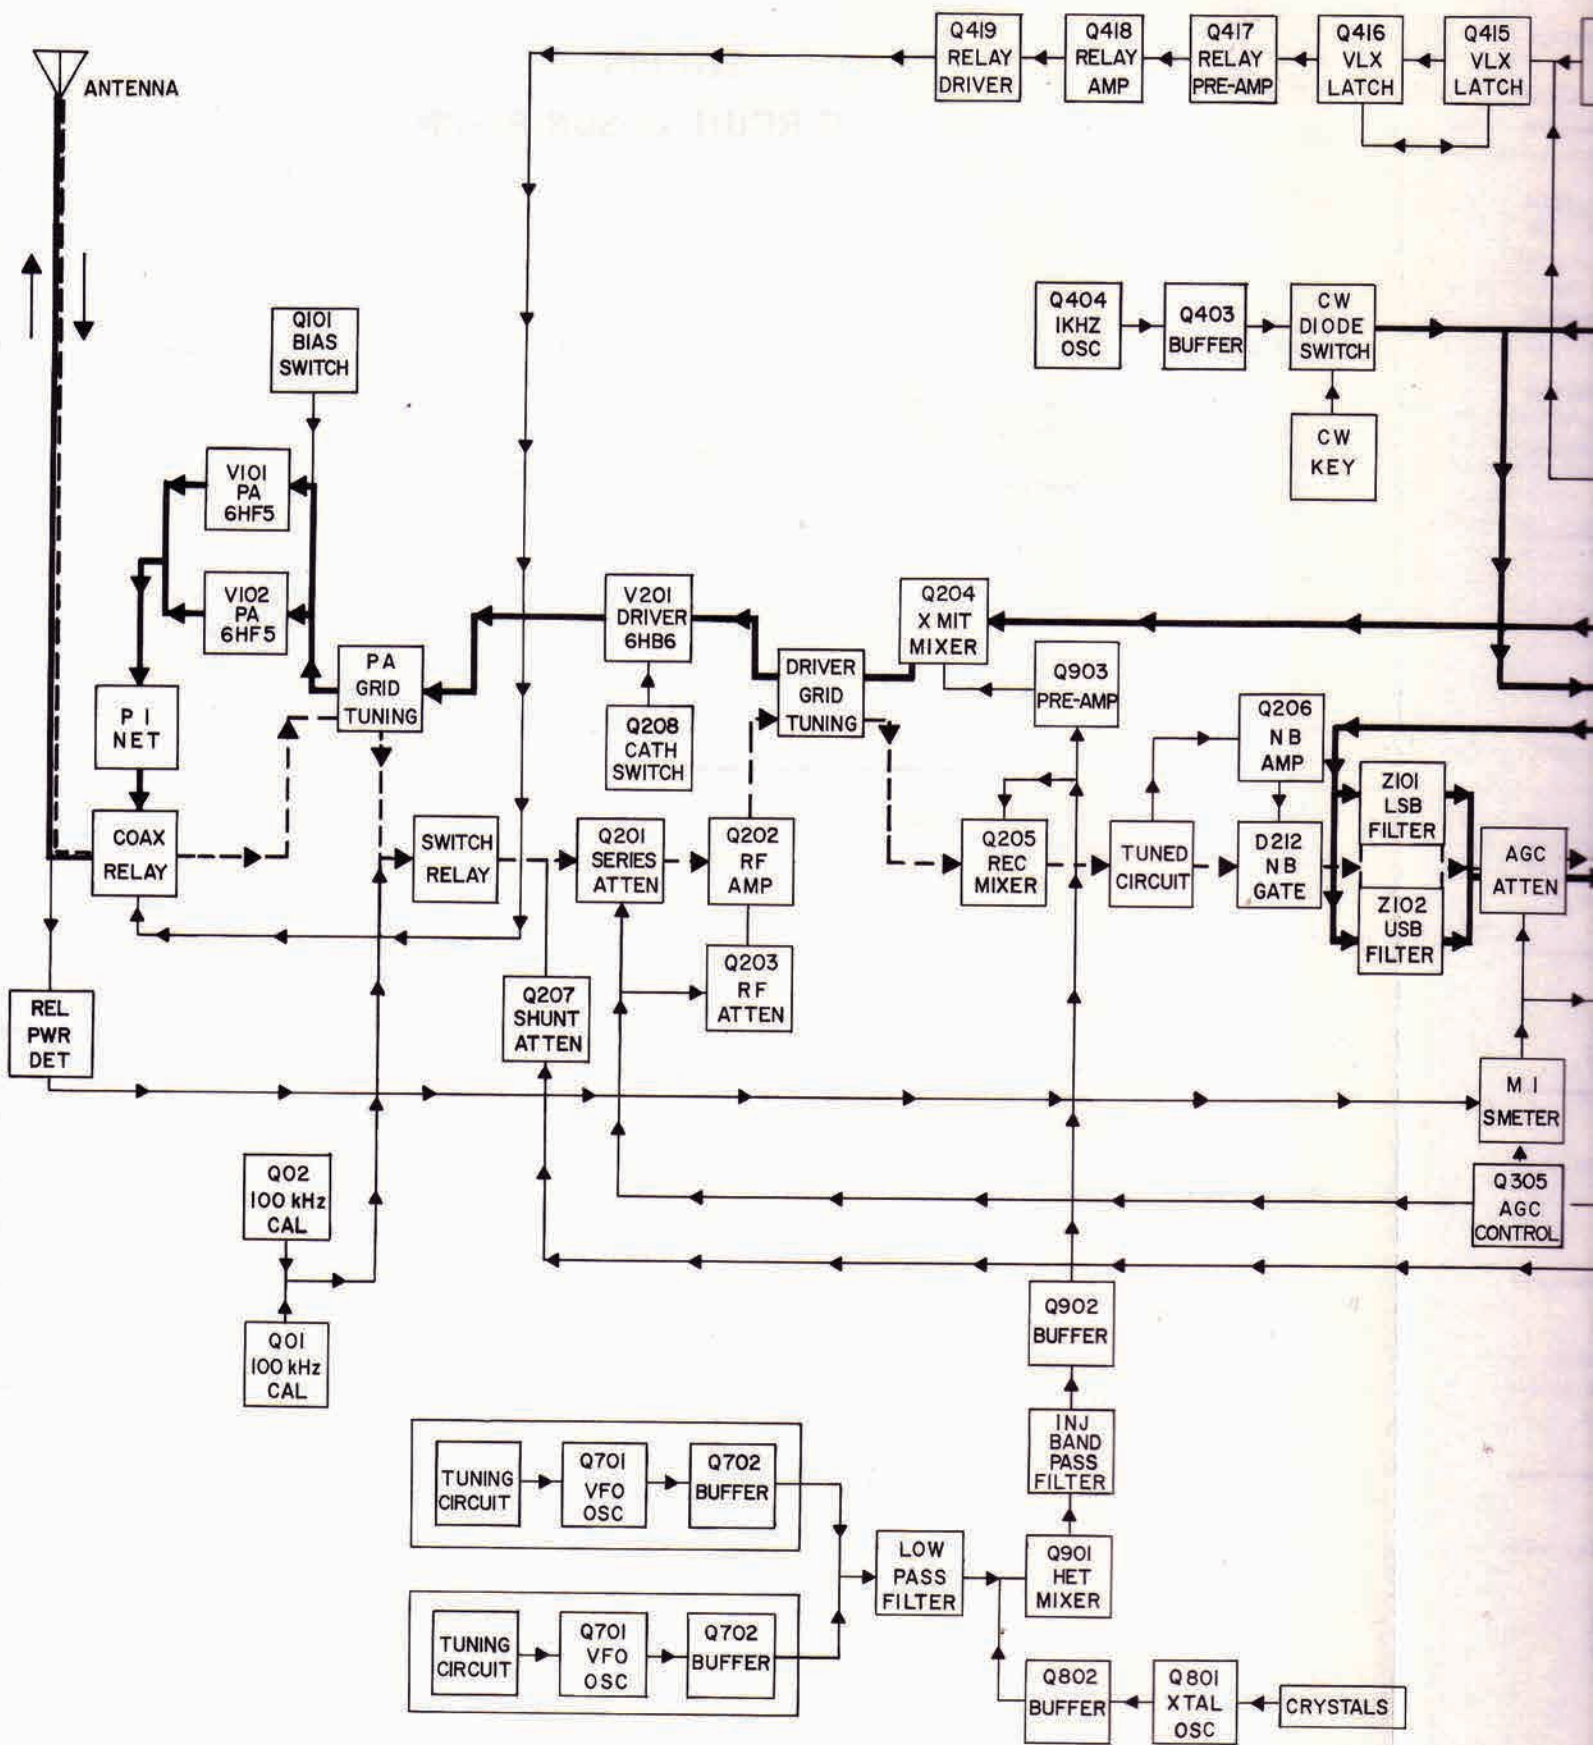 Q419
RELAY
DRIVER
Q418
RELAY
AMP
Q417
RELAY
PRE-AMP
Q416
VLX
LATCH
Q415
VLX
LATCH
ANTENNA
Q404
1KHZ
OSC
Q403
BUFFER
CW
DIODE
SWITCH
CW
KEY
Q101
BIAS
SWITCH
V101
PA
6HF5
V102
PA
6HF5
PA
GRID
TUNING
V201
DRIVER
6HB6
Q208
CATH
SWITCH
DRIVER
GRID
TUNING
Q204
XMIT
MIXER
Q903
PRE-AMP
Q206
NB
AMP
PI
NET
COAX
RELAY
SWITCH
RELAY
Q201
SERIES
ATTEN
Q202
RF
AMP
Q205
REC
MIXER
TUNED
CIRCUIT
D212
NB
GATE
Z101
LSB
FILTER
Z102
USB
FILTER
AGC
ATTEN
Q203
RF
ATTEN
Q207
SHUNT
ATTEN
REL
PWR
DET
M I
SMETER
Q305
AGC
CONTROL
Q02
100 kHz
CAL
Q01
100 kHz
CAL
Q902
BUFFER
INJ
BAND
PASS
FILTER
TUNING
CIRCUIT
Q701
VFO
OSC
Q702
BUFFER
LOW
PASS
FILTER
Q901
HET
MIXER
TUNING
CIRCUIT
Q701
VFO
OSC
Q702
BUFFER
Q802
BUFFER
Q801
XTAL
OSC
CRYSTALS